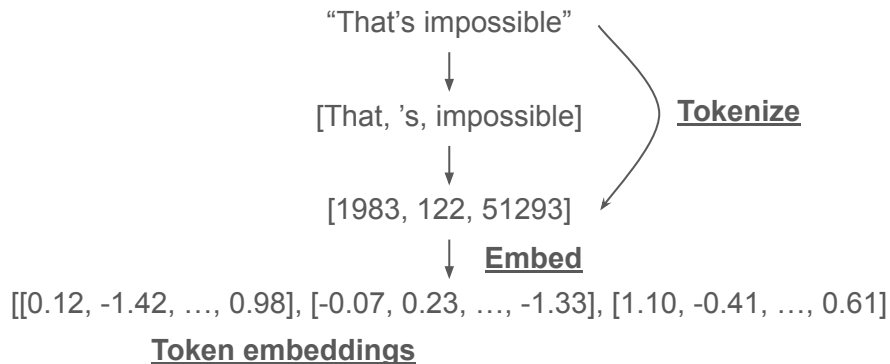 “That's impossible”
[That, ’s, impossible]
Tokenize
[1983, 122, 51293]
Embed
[[0.12, -1.42, …, 0.98], [-0.07, 0.23, …, -1.33], [1.10, -0.41, …, 0.61]
Token embeddings